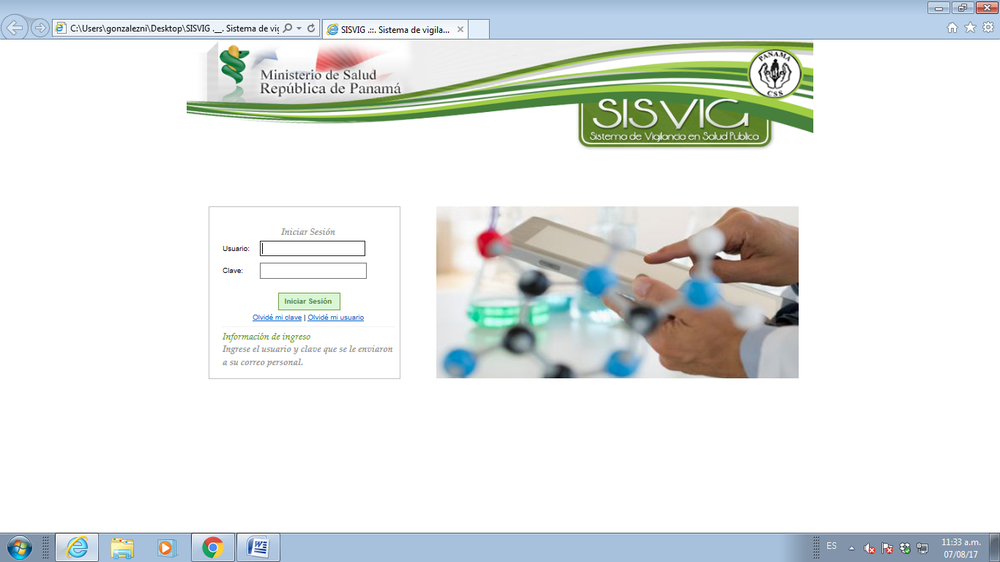 C:\Users\gonzalezni\Desktop\SISVIG .__. Sistema de vig
SISVIG .::. Sistema de vigila...
Ministerio de Salud
República de Panamá
PANAMA
CSS
SISVIG
Sistema de Vigilancia en Salud Pública
Iniciar Sesión
Usuario:
Clave:
Iniciar Sesión
Olvidé mi clave | Olvidé mi usuario
Información de ingreso
Ingrese el usuario y clave que se le enviaron
a su correo personal.
ES
11:33 a.m.
07/08/17